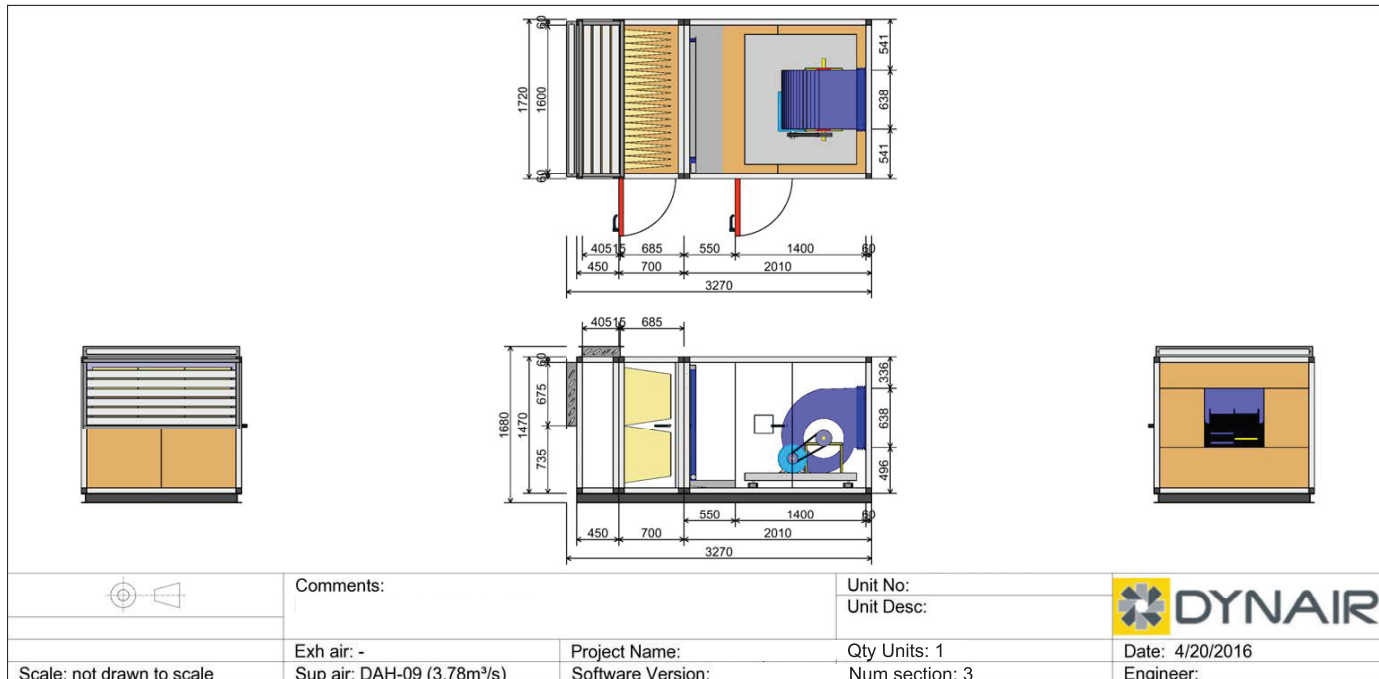 60
1720
1600
60
541
638
541
405 15 685 550 1400 60
450 700 2010
3270
405 15 685
60
675
735
1680
1470
336
638
496
550 1400 60
450 700 2010
3270
Comments:
Unit No:
Unit Desc:
DYNAIR
Exh air: -
Project Name:
Qty Units: 1
Date: 4/20/2016
Scale: not drawn to scale
Sup air: DAH-09 (3.78m³/s)
Software Version:
Num section: 3
Engineer: